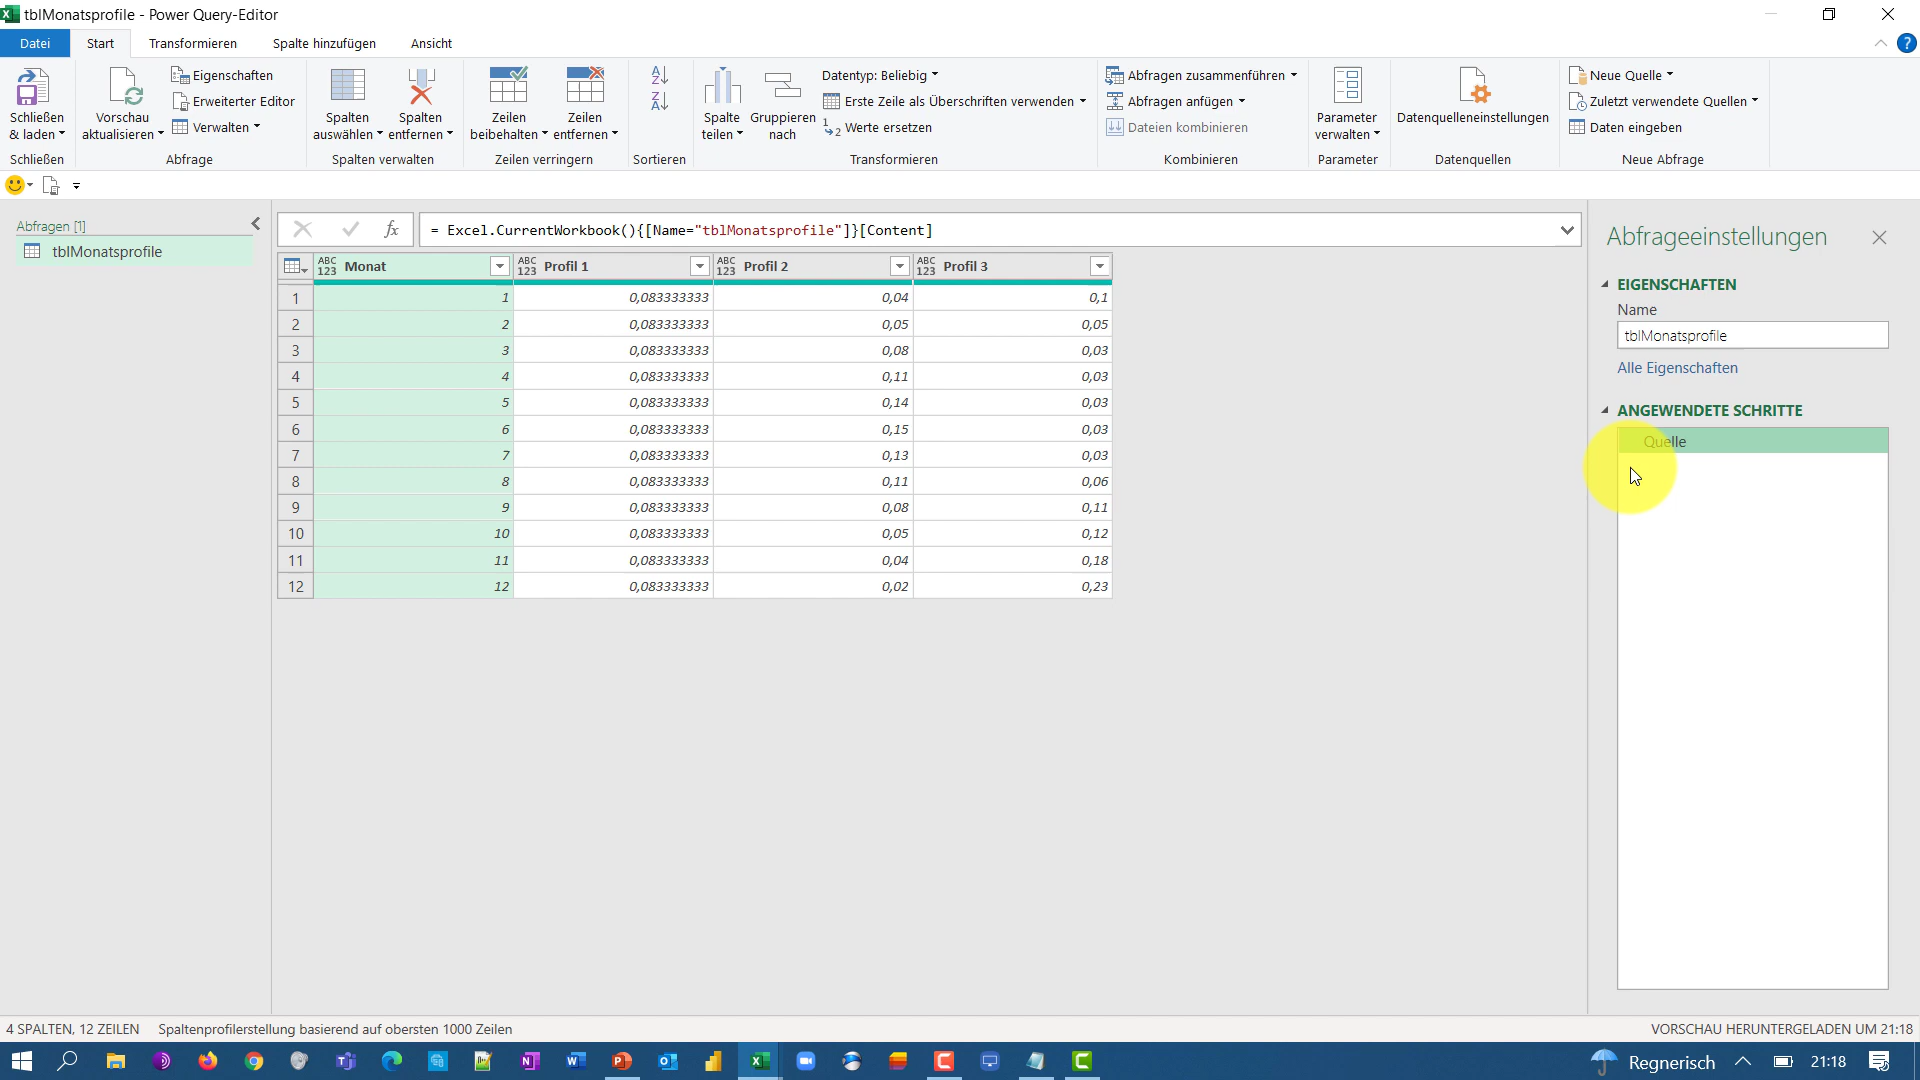 tblMonatsprofile - Power Query-Editor
Datei Start Transformieren Spalte hinzufügen Ansicht
Schließen & laden
Schließen
Vorschau aktualisieren
Eigenschaften
Erweiterter Editor
Verwalten
Abfrage
Spalten auswählen
Spalten entfernen
Spalten verwalten
Zeilen beibehalten
Zeilen entfernen
Zeilen verringern
Sortieren
Spalte teilen
Gruppieren nach
Datentyp: Beliebig
Erste Zeile als Überschriften verwenden
Werte ersetzen
Transformieren
Abfragen zusammenführen
Abfragen anfügen
Dateien kombinieren
Kombinieren
Parameter verwalten
Parameter
Datenquelleneinstellungen
Datenquellen
Neue Quelle
Zuletzt verwendete Quellen
Daten eingeben
Neue Abfrage
Abfragen [1]
tblMonatsprofile
= Excel.CurrentWorkbook(){[Name="tblMonatsprofile"]}[Content]
ABC 123 Monat ABC 123 Profil 1 ABC 123 Profil 2 ABC 123 Profil 3
1 1 0,083333333 0,04 0,1
2 2 0,083333333 0,05 0,05
3 3 0,083333333 0,08 0,03
4 4 0,083333333 0,11 0,03
5 5 0,083333333 0,14 0,03
6 6 0,083333333 0,15 0,03
7 7 0,083333333 0,13 0,03
8 8 0,083333333 0,11 0,06
9 9 0,083333333 0,08 0,11
10 10 0,083333333 0,05 0,12
11 11 0,083333333 0,04 0,18
12 12 0,083333333 0,02 0,23
Abfrageeinstellungen
EIGENSCHAFTEN
Name
tblMonatsprofile
Alle Eigenschaften
ANGEWENDETE SCHRITTE
Quelle
4 SPALTEN, 12 ZEILEN Spaltenprofilerstellung basierend auf obersten 1000 Zeilen VORSCHAU HERUNTERGELADEN UM 21:18
Regnerisch 21:18